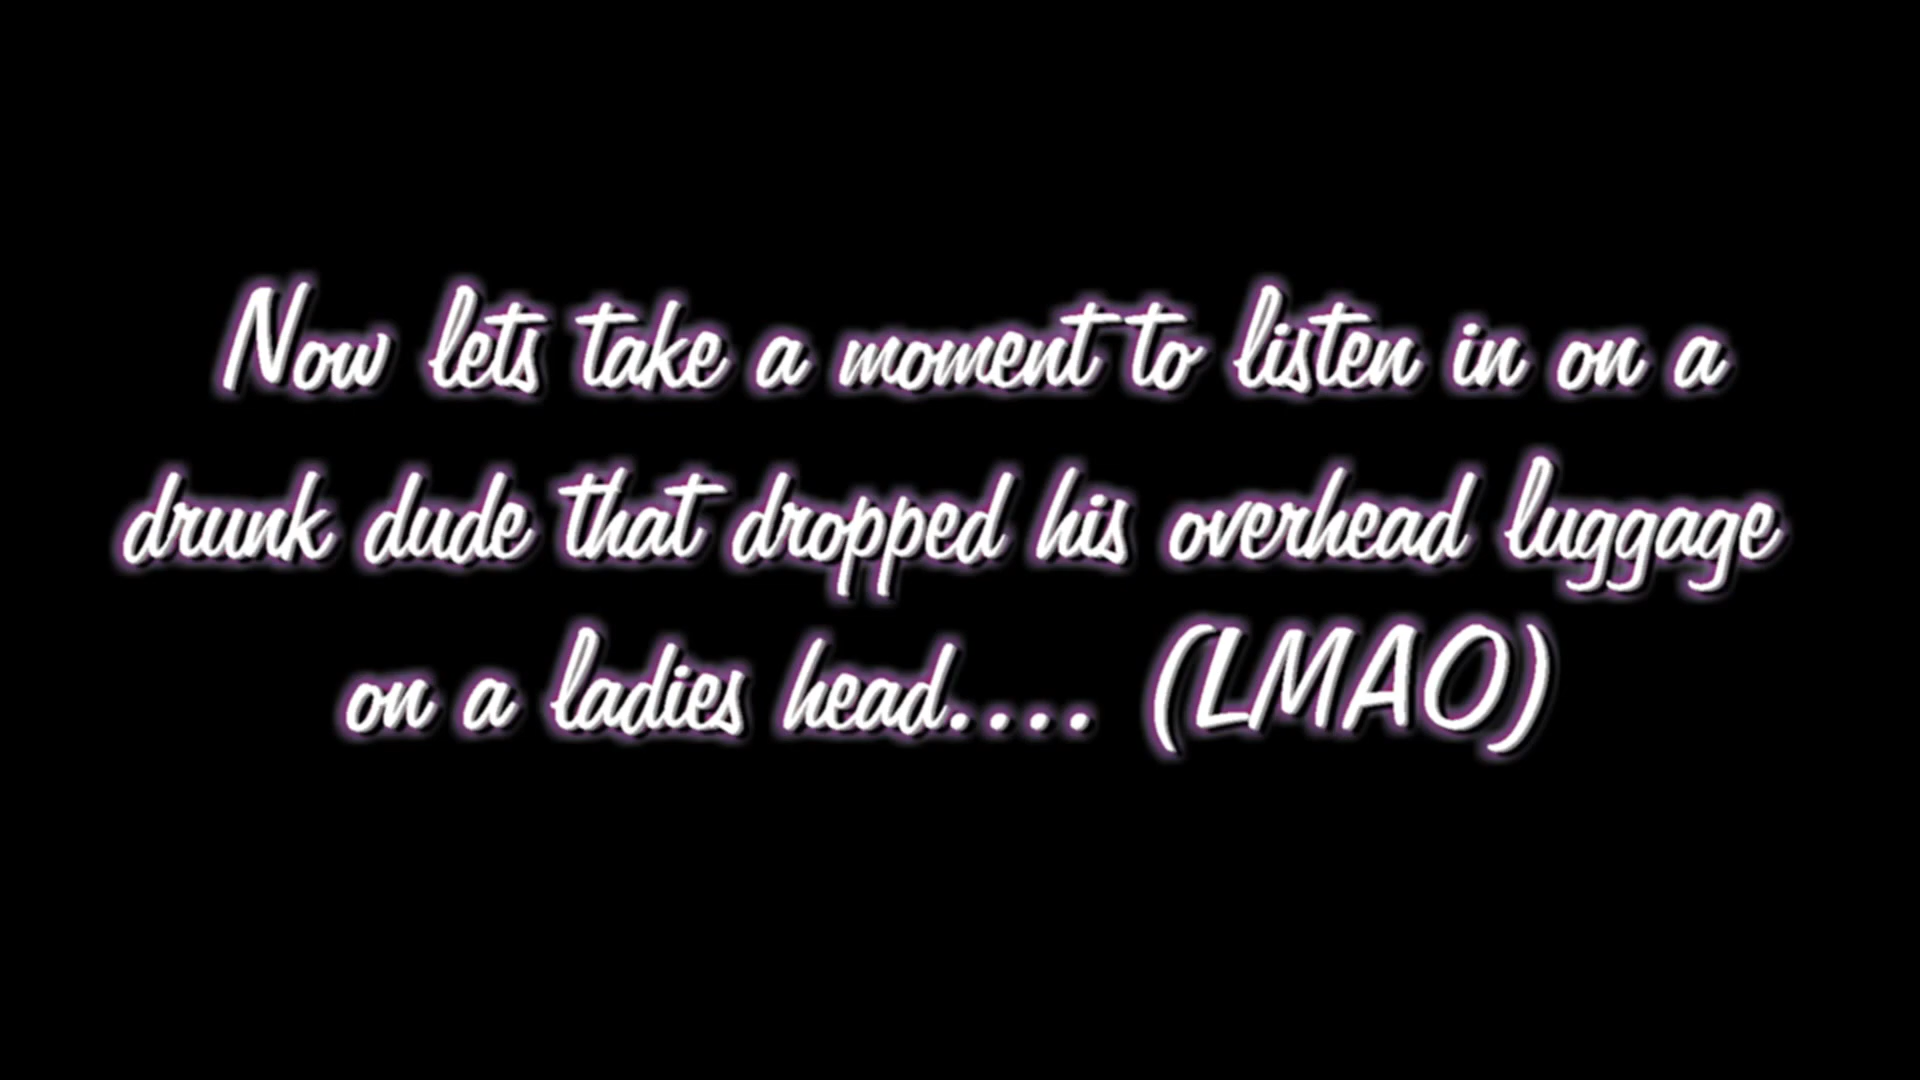 Now lets take a moment to listen in on a
drunk dude that dropped his overhead luggage
on a ladies head.... (LMAO)